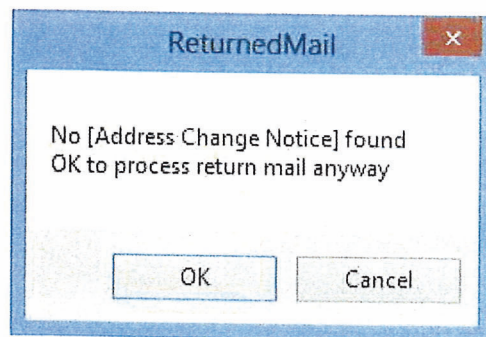 ReturnedMail
No [Address Change Notice] found
OK to process return mail anyway
OK
Cancel